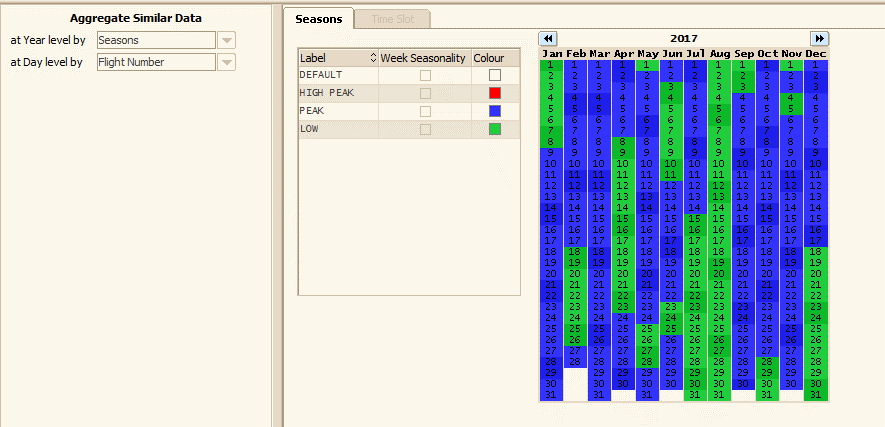 Aggregate Similar Data
at Year level by Seasons
at Day level by Flight Number
Seasons Time Slot
Label Week Seasonality Colour
DEFAULT
HIGH PEAK
PEAK
LOW
2017
Jan Feb Mar Apr May Jun Jul Aug Sep Oct Nov Dec
1 1 1 1 1 1 1 1 1 1 1 1
2 2 2 2 2 2 2 2 2 2 2 2
3 3 3 3 3 3 3 3 3 3 3 3
4 4 4 4 4 4 4 4 4 4 4 4
5 5 5 5 5 5 5 5 5 5 5 5
6 6 6 6 6 6 6 6 6 6 6 6
7 7 7 7 7 7 7 7 7 7 7 7
8 8 8 8 8 8 8 8 8 8 8 8
9 9 9 9 9 9 9 9 9 9 9 9
10 10 10 10 10 10 10 10 10 10 10 10
11 11 11 11 11 11 11 11 11 11 11 11
12 12 12 12 12 12 12 12 12 12 12 12
13 13 13 13 13 13 13 13 13 13 13 13
14 14 14 14 14 14 14 14 14 14 14 14
15 15 15 15 15 15 15 15 15 15 15 15
16 16 16 16 16 16 16 16 16 16 16 16
17 17 17 17 17 17 17 17 17 17 17 17
18 18 18 18 18 18 18 18 18 18 18 18
19 19 19 19 19 19 19 19 19 19 19 19
20 20 20 20 20 20 20 20 20 20 20 20
21 21 21 21 21 21 21 21 21 21 21 21
22 22 22 22 22 22 22 22 22 22 22 22
23 23 23 23 23 23 23 23 23 23 23 23
24 24 24 24 24 24 24 24 24 24 24 24
25 25 25 25 25 25 25 25 25 25 25 25
26 26 26 26 26 26 26 26 26 26 26 26
27 27 27 27 27 27 27 27 27 27 27 27
28 28 28 28 28 28 28 28 28 28 28 28
29 29 29 29 29 29 29 29 29 29 29
30 30 30 30 30 30 30 30 30 30 30
31 31 31 31 31 31 31